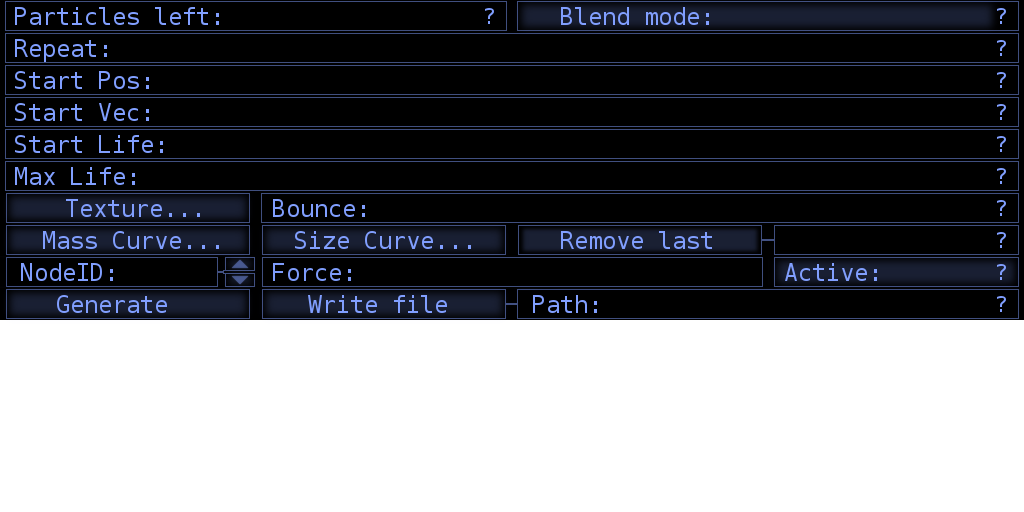 Particles left: ? Blend mode: ?
Repeat: ?
Start Pos: ?
Start Vec: ?
Start Life: ?
Max Life: ?
Texture... Bounce: ?
Mass Curve... Size Curve... Remove last ?
NodeID: Force: Active: ?
Generate Write file Path: ?